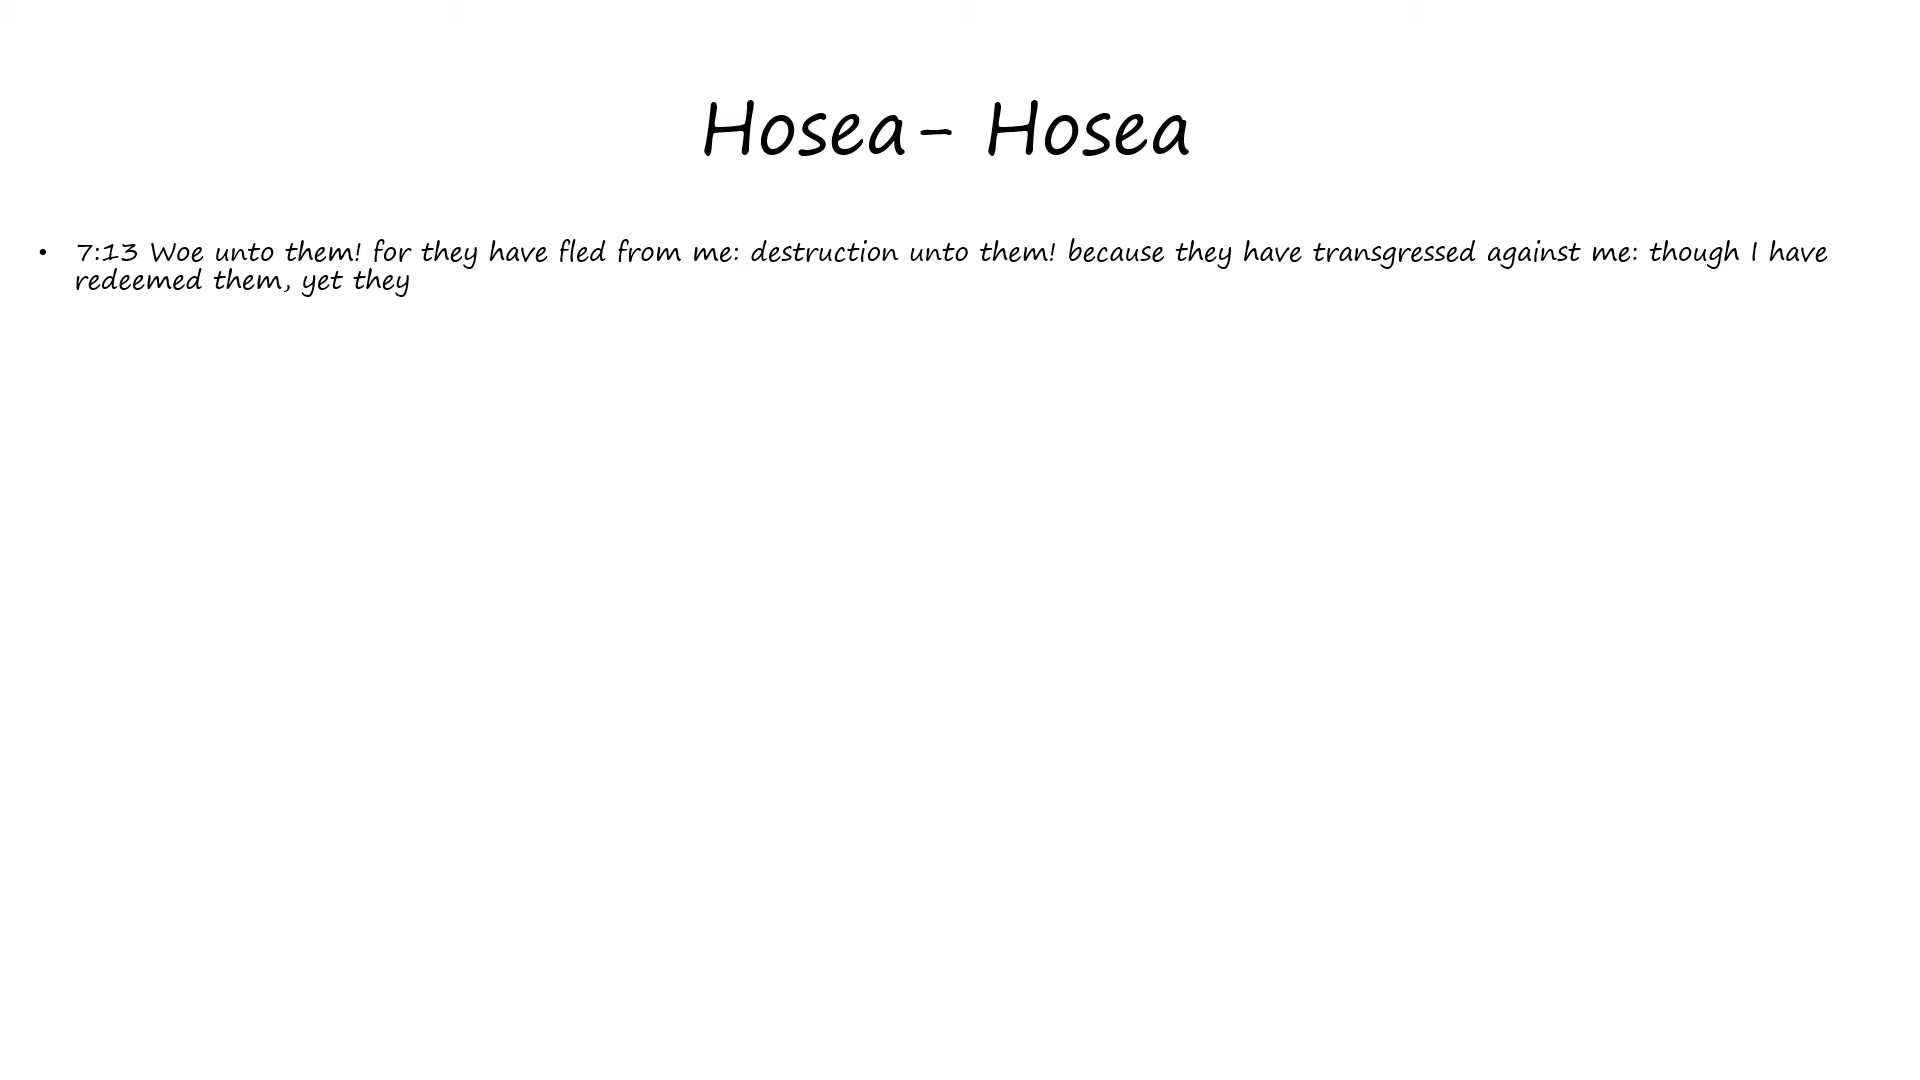 Hosea- Hosea
• 7:13 Woe unto them! for they have fled from me: destruction unto them! because they have transgressed against me: though I have
redeemed them, yet they